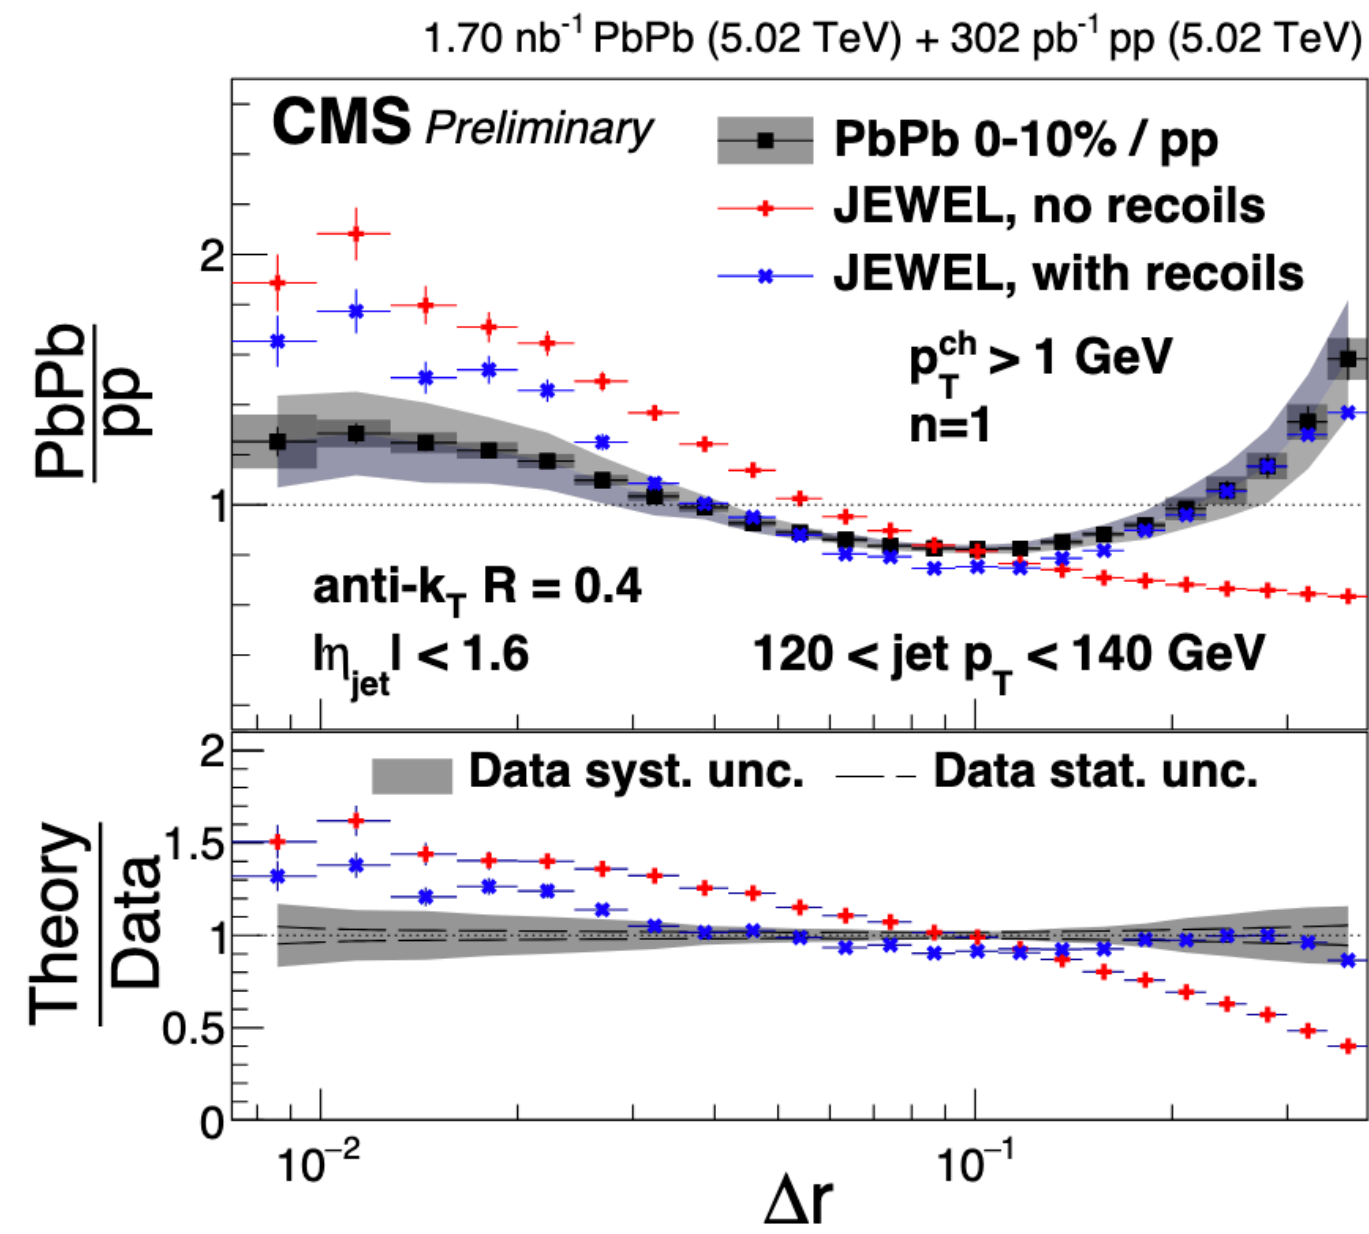 1.70 nb⁻¹ PbPb (5.02 TeV) + 302 pb⁻¹ pp (5.02 TeV)
CMS Preliminary
PbPb 0-10% / pp
JEWEL, no recoils
JEWEL, with recoils
p_T^ch > 1 GeV
n=1
PbPb
pp
2
1
anti-k_T R = 0.4
|η_jet| < 1.6
120 < jet p_T < 140 GeV
Data syst. unc.
Data stat. unc.
Theory
Data
2
1.5
1
0.5
0
10⁻²
10⁻¹
Δr